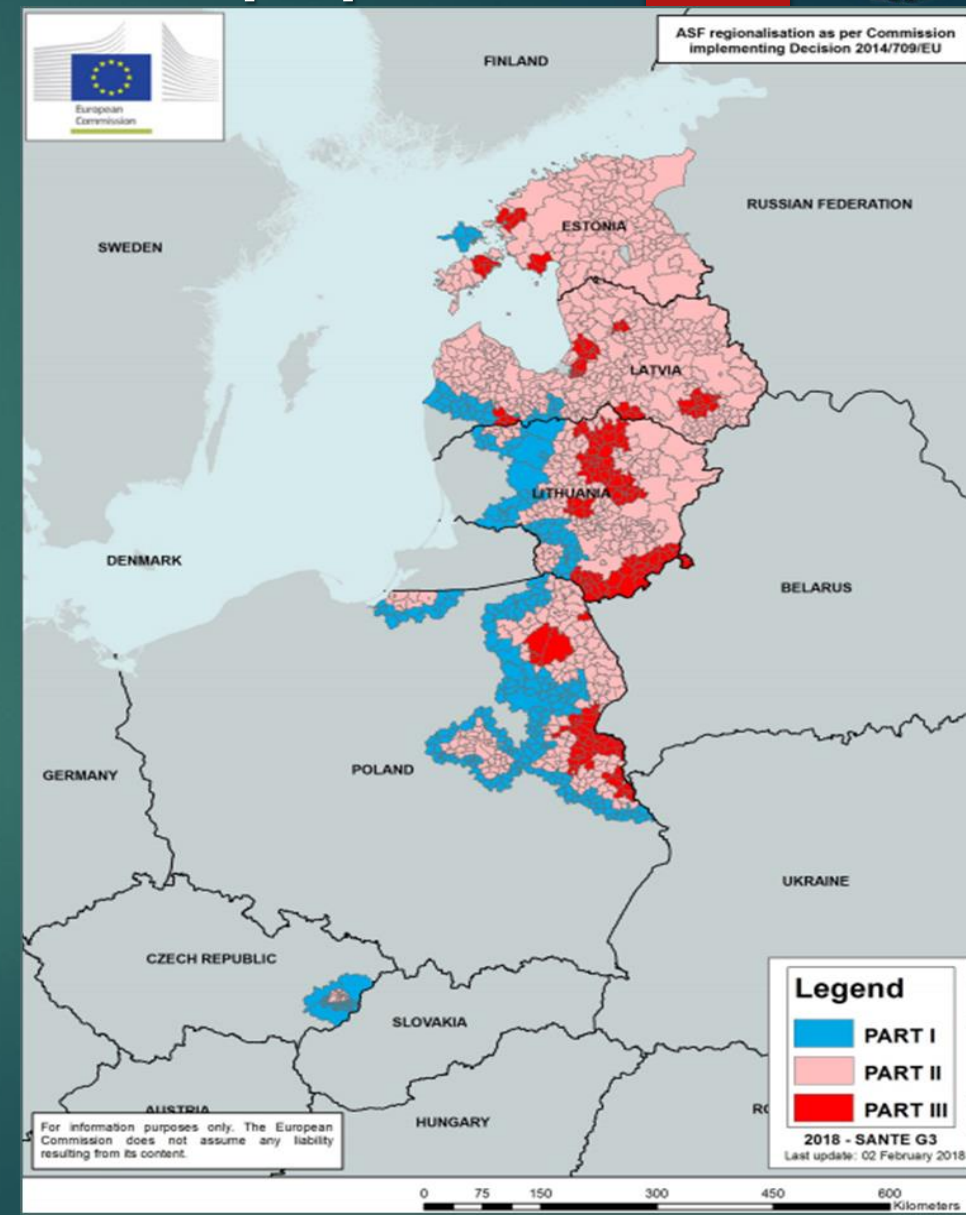 ASF regionalisation as per Commission
implementing Decision 2014/709/EU
European
Commission
FINLAND
RUSSIAN FEDERATION
ESTONIA
SWEDEN
LATVIA
LITHUANIA
DENMARK
BELARUS
GERMANY
POLAND
UKRAINE
CZECH REPUBLIC
SLOVAKIA
AUSTRIA
HUNGARY
For information purposes only. The European
Commission does not assume any liability
resulting from its content.
Legend
PART I
PART II
PART III
2018 - SANTE G3
Last update: 02 February 2018
0 75 150 300 450 600
Kilometers